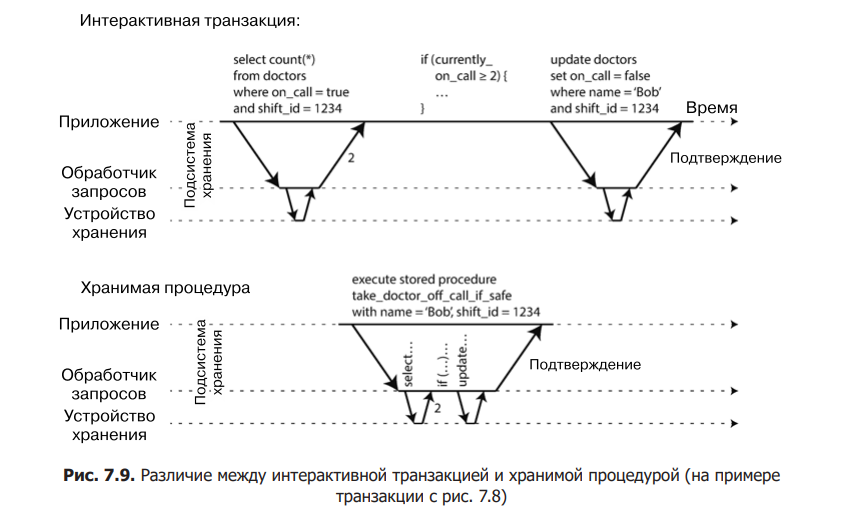 Интерактивная транзакция:
select count(*)
from doctors
where on_call = true
and shift_id = 1234
if (currently_
on_call ≥ 2) {
...
}
update doctors
set on_call = false
where name = ‘Bob’
and shift_id = 1234
Время
Приложение
Подсистема
хранения
2
Подтверждение
Обработчик
запросов
Устройство
хранения
Хранимая процедура
execute stored procedure
take_doctor_off_call_if_safe
with name = ‘Bob’, shift_id = 1234
Приложение
Подсистема
хранения
select...
if (...)...
update...
Подтверждение
Обработчик
запросов
2
Устройство
хранения
Рис. 7.9. Различие между интерактивной транзакцией и хранимой процедурой (на примере
транзакции с рис. 7.8)